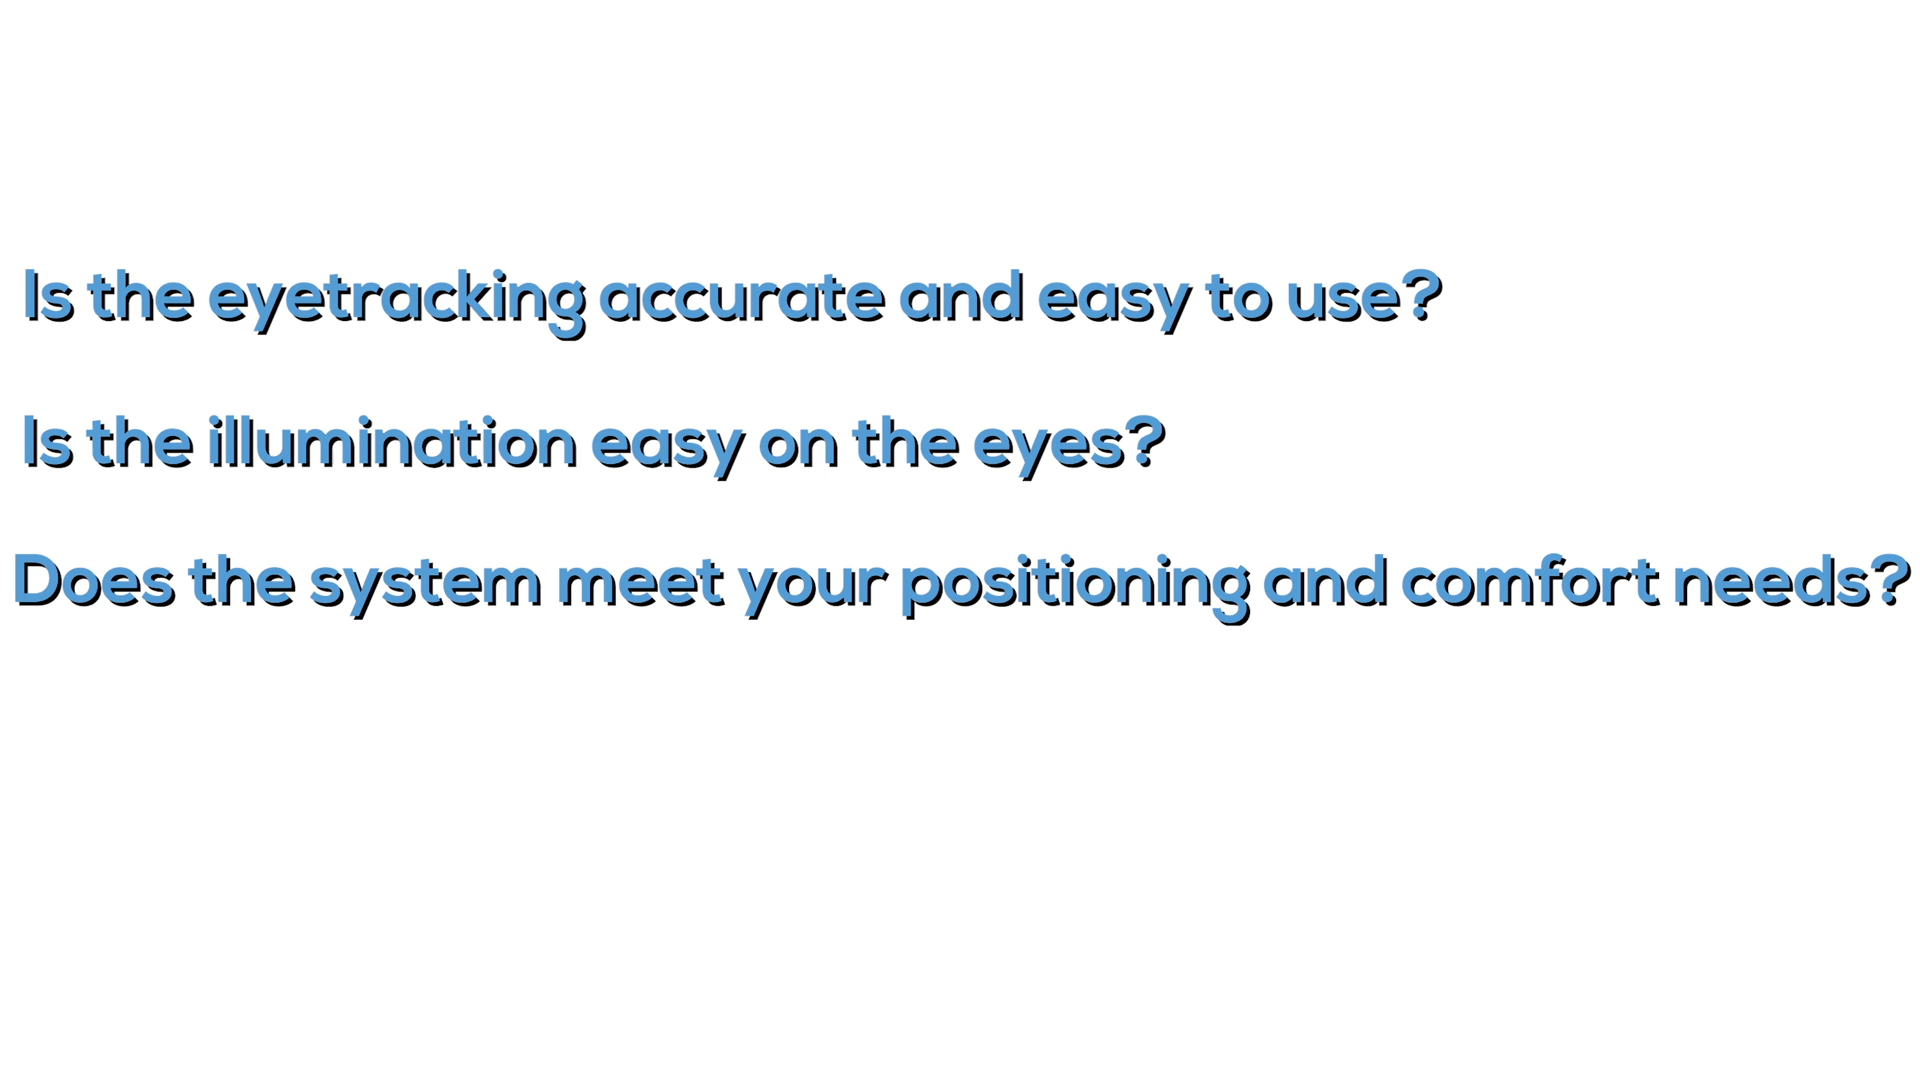 Is the eyetracking accurate and easy to use?
Is the illumination easy on the eyes?
Does the system meet your positioning and comfort needs?